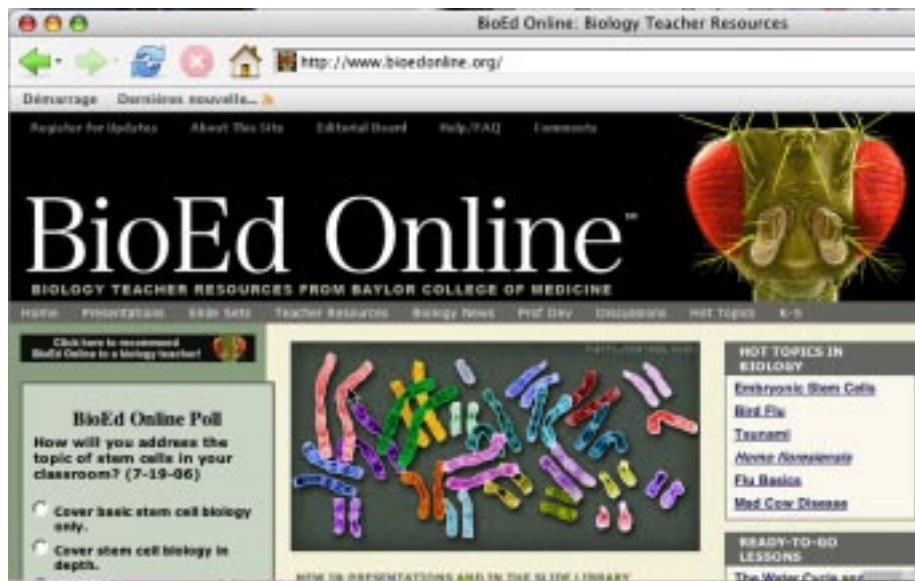 BioEd Online: Biology Teacher Resources
http://www.bioedonline.org/
Démarrage Dernières nouvelle...
Register for Updates About This Site Editorial Board Help/FAQ Comments
BioEd Online
BIOLOGY TEACHER RESOURCES FROM BAYLOR COLLEGE OF MEDICINE
Home Presentations Slide Sets Teacher Resources Biology News Prof Dev Discussions Hot Topics K-5
Click here to recommend
BioEd Online to a biology teacher!
BioEd Online Poll
How will you address the
topic of stem cells in your
classroom? (7-19-06)
Cover basic stem cell biology
only.
Cover stem cell biology in
depth.
NEW IN PRESENTATIONS AND IN THE SLIDE LIBRARY
HOT TOPICS IN
BIOLOGY
Embryonic Stem Cells
Bird Flu
Tsunami
Homo floresiensis
Flu Basics
Mad Cow Disease
READY-TO-GO
LESSONS
The Water Cycle and